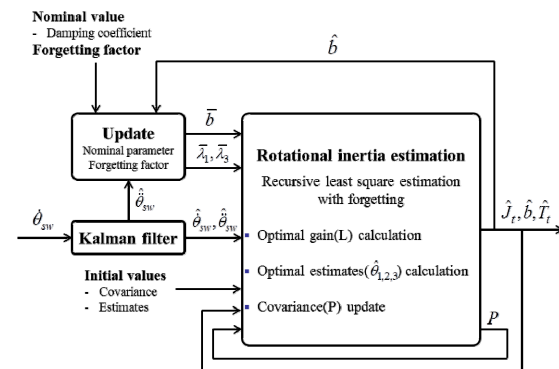 Nominal value
- Damping coefficient
Forgetting factor
b̂
Update
Nominal parameter
Forgetting factor
b̅
λ̅₁, λ̅₃
Rotational inertia estimation
Recursive least square estimation
with forgetting
▪ Optimal gain(L) calculation
▪ Optimal estimates(θ̂₁,₂,₃) calculation
▪ Covariance(P) update
θ̈̂sw
θ̇sw
Kalman filter
θ̇̂sw, θ̈̂sw
Ĵt, b̂, T̂t
Initial values
- Covariance
- Estimates
P